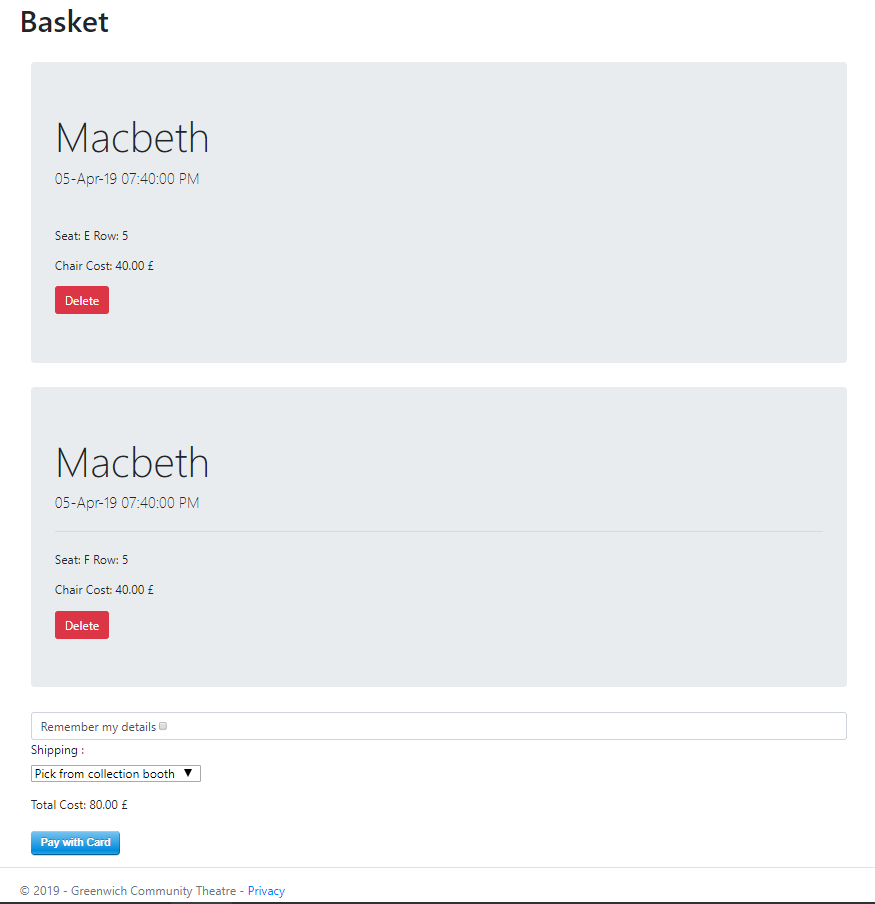 Basket
Macbeth
05-Apr-19 07:40:00 PM
Seat: E Row: 5
Chair Cost: 40.00 £
Delete
Macbeth
05-Apr-19 07:40:00 PM
Seat: F Row: 5
Chair Cost: 40.00 £
Delete
Remember my details
Shipping :
Pick from collection booth
Total Cost: 80.00 £
Pay with Card
© 2019 - Greenwich Community Theatre - Privacy